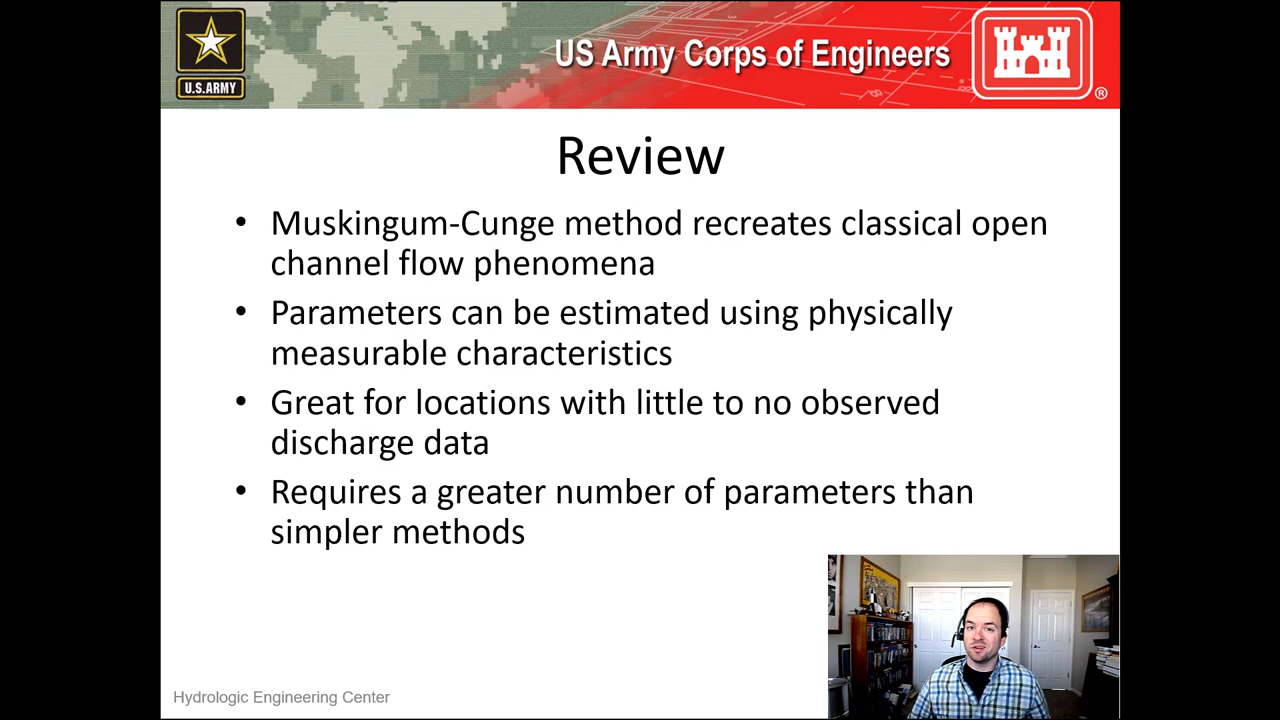 U.S. ARMY
US Army Corps of Engineers
®
Review
• Muskingum-Cunge method recreates classical open
channel flow phenomena
• Parameters can be estimated using physically
measurable characteristics
• Great for locations with little to no observed
discharge data
• Requires a greater number of parameters than
simpler methods
Hydrologic Engineering Center